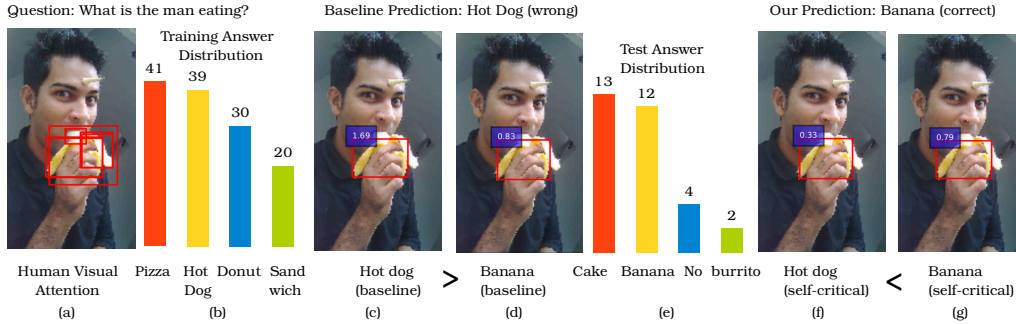 Question: What is the man eating?
Baseline Prediction: Hot Dog (wrong)
Our Prediction: Banana (correct)
Training Answer
Distribution
41
39
30
20
Pizza
Hot
Dog
Donut
Sand
wich
Human Visual
Attention
(a)
(b)
1.69
Hot dog
(baseline)
(c)
>
0.83
Banana
(baseline)
(d)
Test Answer
Distribution
13
12
4
2
Cake
Banana
No
burrito
(e)
0.33
Hot dog
(self-critical)
(f)
<
0.79
Banana
(self-critical)
(g)